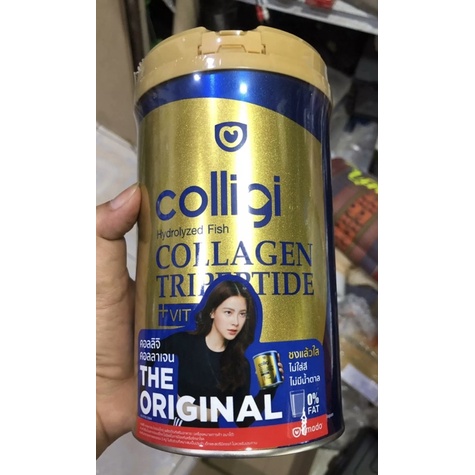 colligi
Hydrolyzed Fish
COLLAGEN
TRIPEPTIDE
+ VIT
คอลลิจิ
คอลลาเจน
THE
ORIGINAL
ชงแล้วใส
ไม่ใส่สี
ไม่มีน้ำตาล
0%
FAT
amado